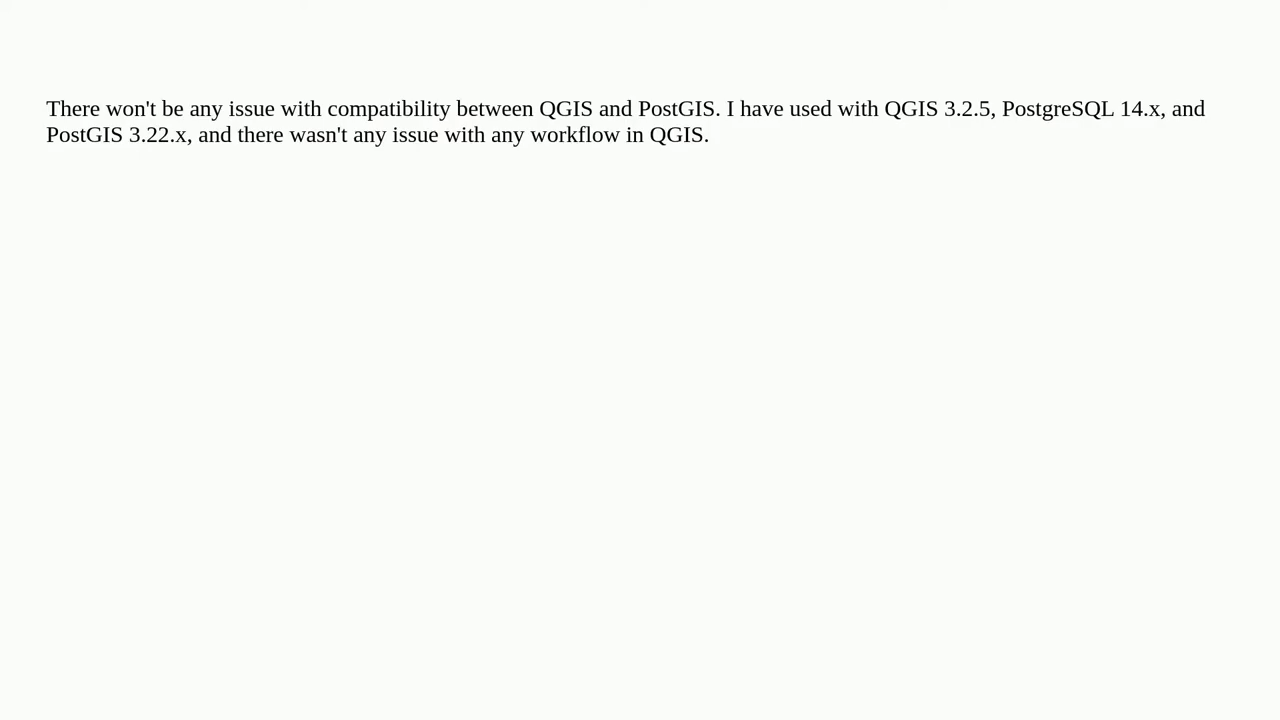 There won't be any issue with compatibility between QGIS and PostGIS. I have used with QGIS 3.2.5, PostgreSQL 14.x, and
PostGIS 3.22.x, and there wasn't any issue with any workflow in QGIS.